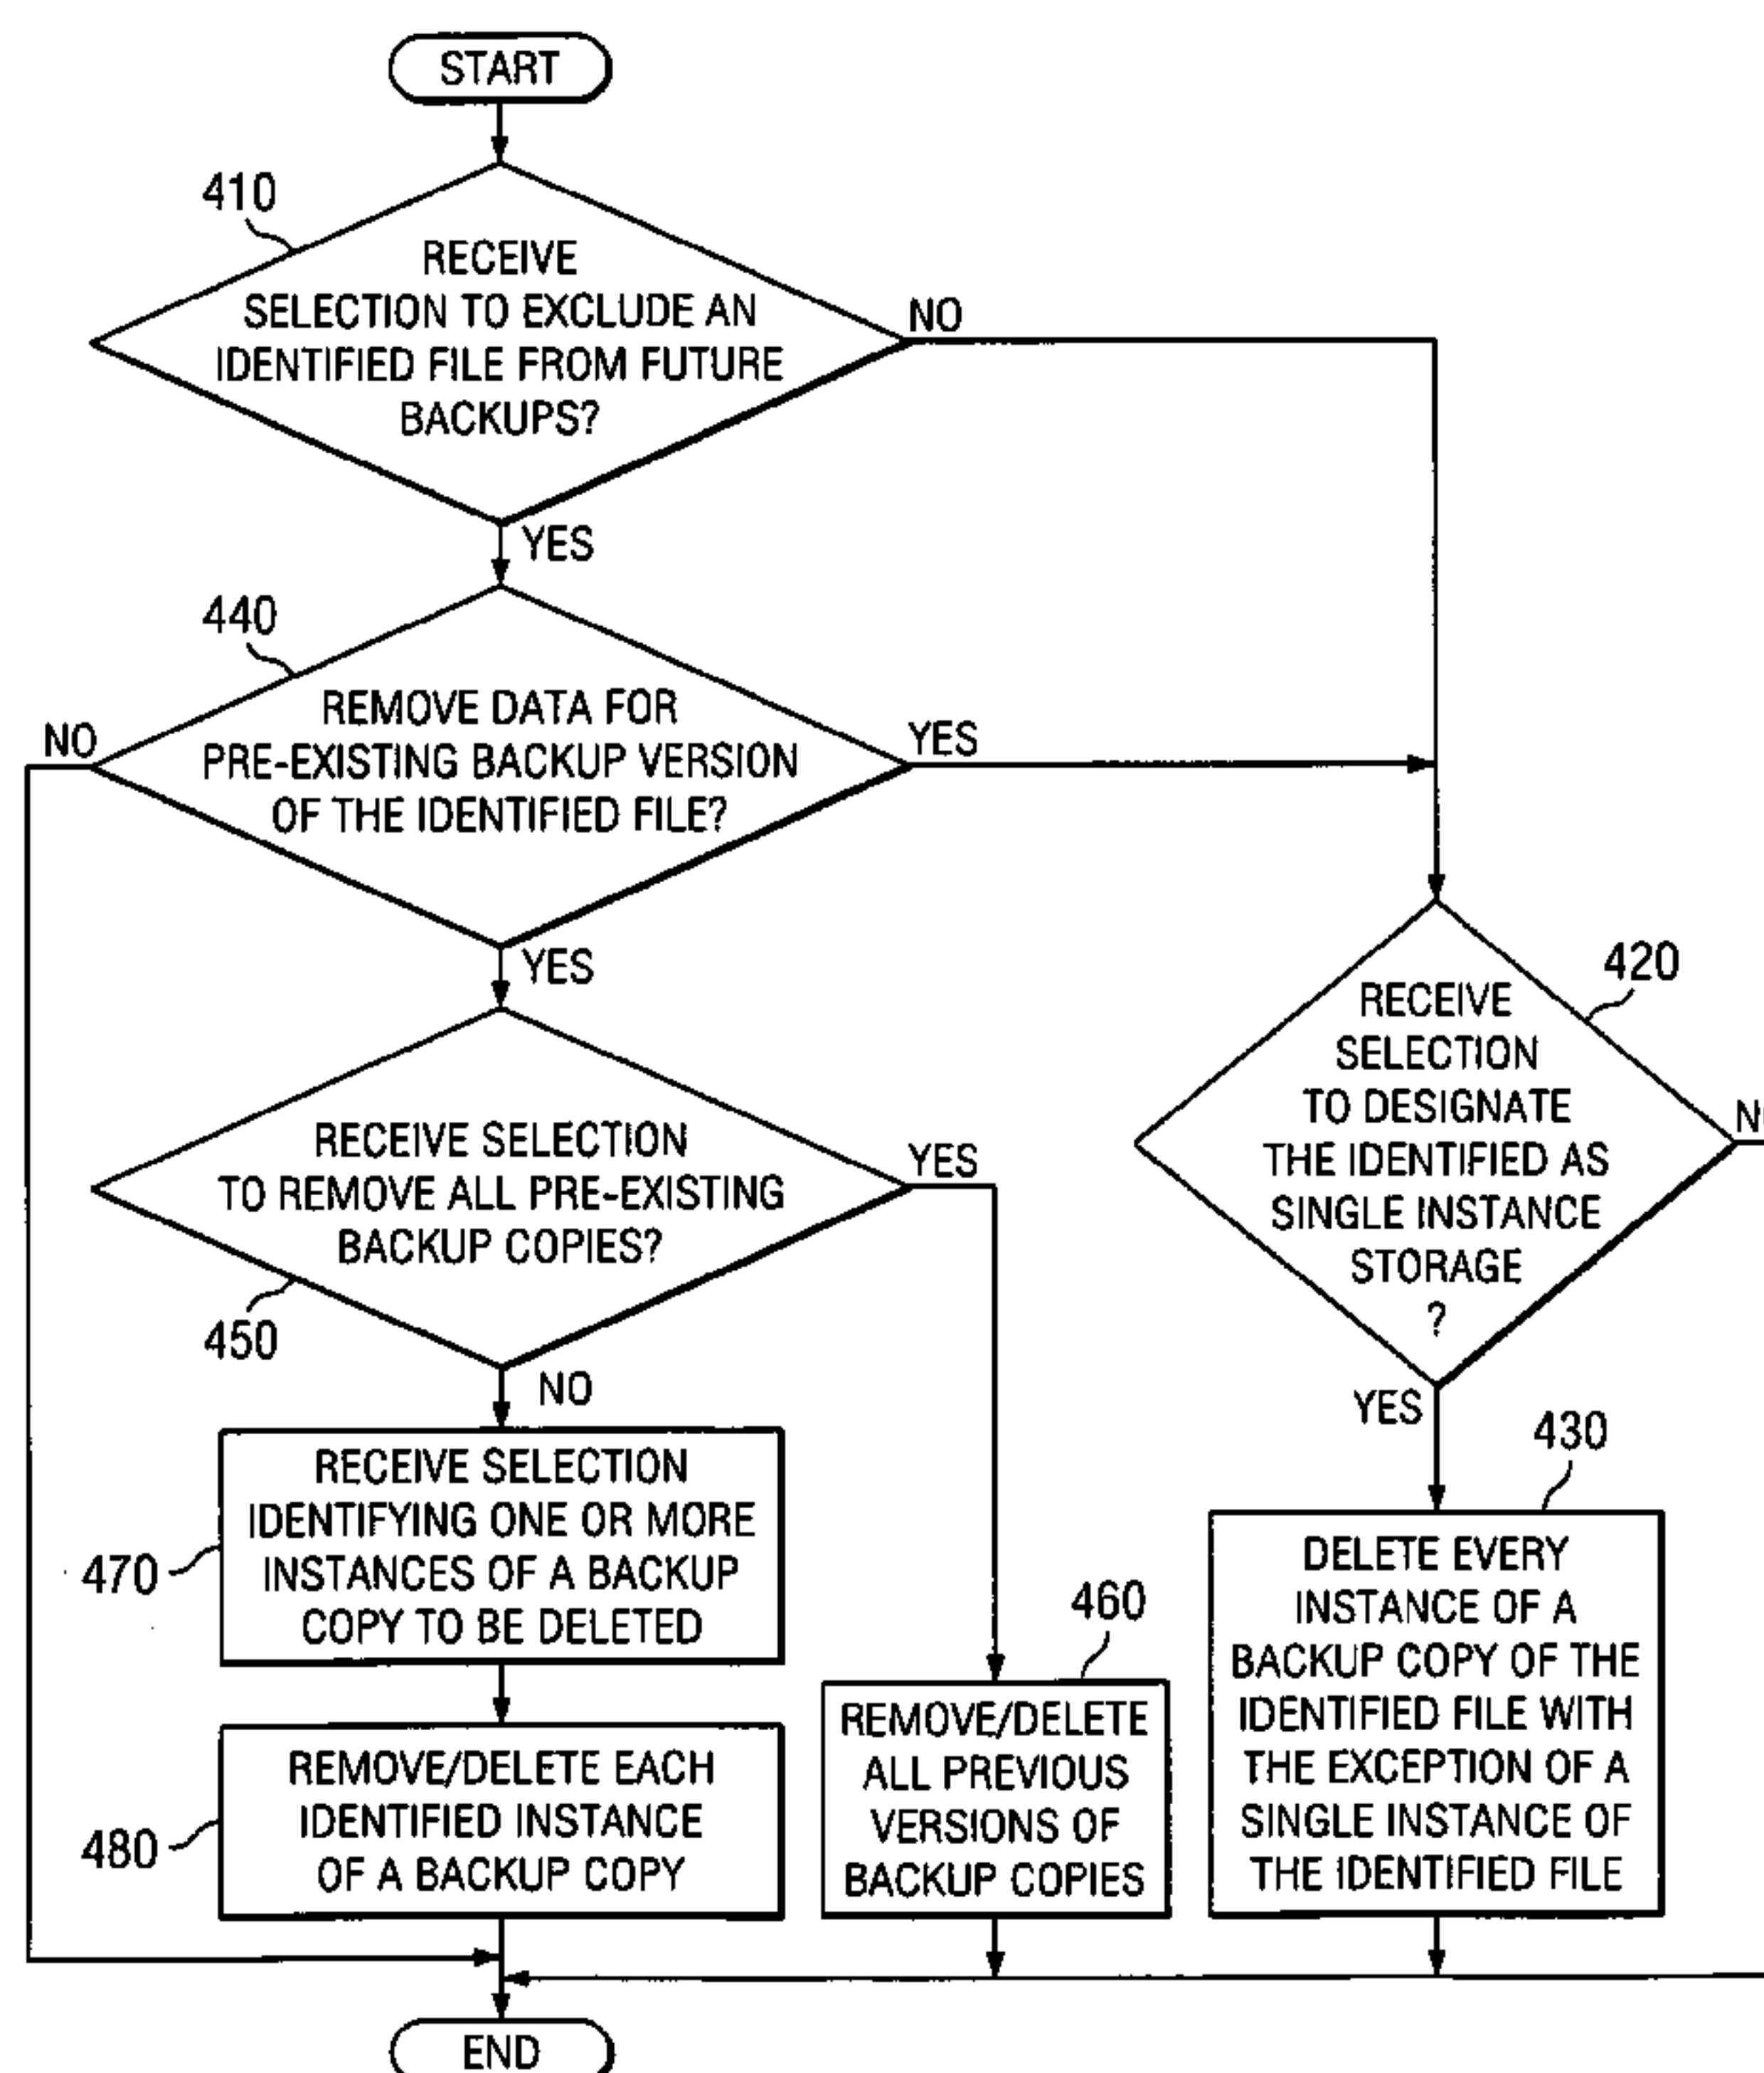 START
410
RECEIVE
SELECTION TO EXCLUDE AN
IDENTIFIED FILE FROM FUTURE
BACKUPS?
NO
YES
440
REMOVE DATA FOR
PRE-EXISTING BACKUP VERSION
OF THE IDENTIFIED FILE?
NO
YES
YES
450
RECEIVE SELECTION
TO REMOVE ALL PRE-EXISTING
BACKUP COPIES?
YES
NO
420
RECEIVE
SELECTION
TO DESIGNATE
THE IDENTIFIED AS
SINGLE INSTANCE
STORAGE
?
NO
YES
470
RECEIVE SELECTION
IDENTIFYING ONE OR MORE
INSTANCES OF A BACKUP
COPY TO BE DELETED
480
REMOVE/DELETE EACH
IDENTIFIED INSTANCE
OF A BACKUP COPY
460
REMOVE/DELETE
ALL PREVIOUS
VERSIONS OF
BACKUP COPIES
430
DELETE EVERY
INSTANCE OF A
BACKUP COPY OF THE
IDENTIFIED FILE WITH
THE EXCEPTION OF A
SINGLE INSTANCE OF
THE IDENTIFIED FILE
END